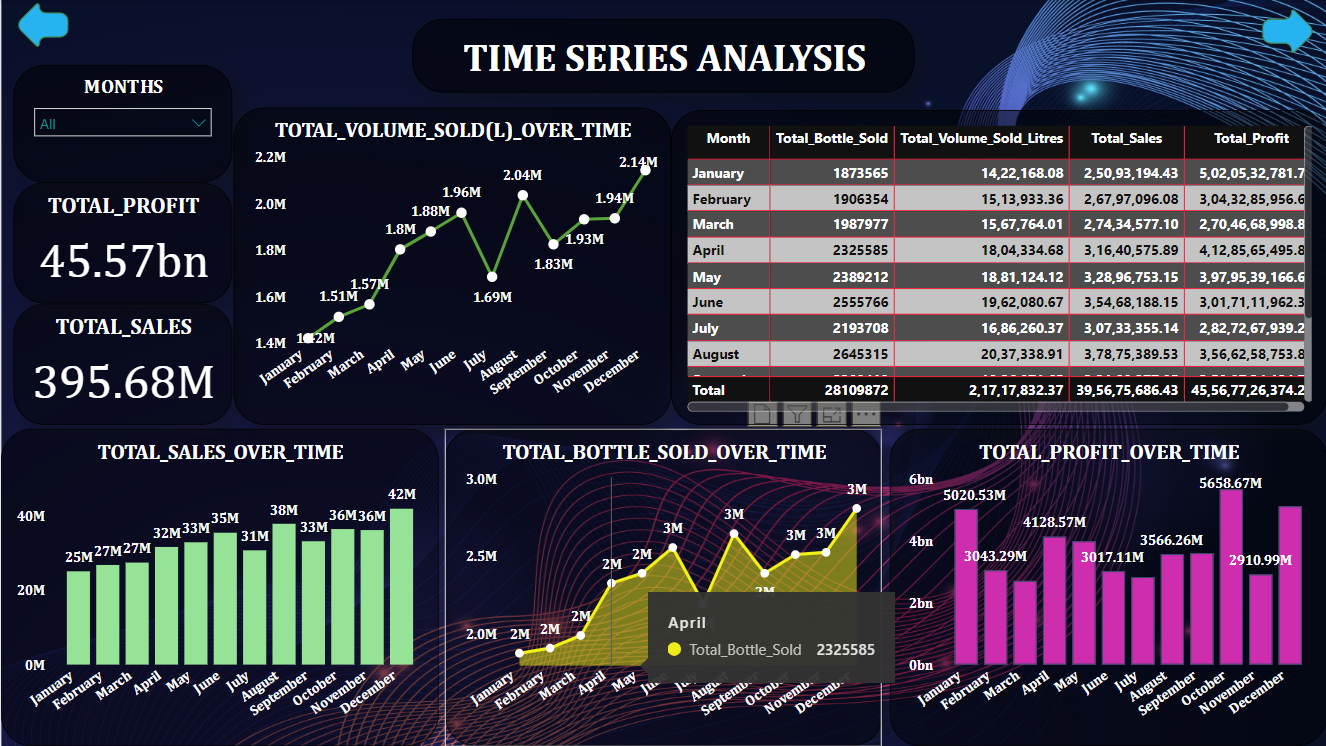 TIME SERIES ANALYSIS
MONTHS
All
TOTAL_PROFIT
45.57bn
TOTAL_SALES
395.68M
TOTAL_VOLUME_SOLD(L)_OVER_TIME
2.2M
2.0M
1.8M
1.6M
1.4M
1.42M
1.51M
1.57M
1.8M
1.88M
1.96M
1.69M
2.04M
1.83M
1.93M
1.94M
2.14M
January
February
March
April
May
June
July
August
September
October
November
December
Month Total_Bottle_Sold Total_Volume_Sold_Litres Total_Sales Total_Profit
January 1873565 14,22,168.08 2,50,93,194.43 5,02,05,32,781.7
February 1906354 15,13,933.36 2,67,97,096.08 3,04,32,85,956.6
March 1987977 15,67,764.01 2,74,34,577.10 2,70,46,68,998.8
April 2325585 18,04,334.68 3,16,40,575.89 4,12,85,65,495.8
May 2389212 18,81,124.12 3,28,96,753.15 3,97,95,39,166.6
June 2555766 19,62,080.67 3,54,68,188.15 3,01,71,11,962.3
July 2193708 16,86,260.37 3,07,33,355.14 2,82,72,67,939.2
August 2645315 20,37,338.91 3,78,75,389.53 3,56,62,58,753.8
Total 28109872 2,17,17,832.37 39,56,75,686.43 45,56,77,26,374.2
TOTAL_SALES_OVER_TIME
40M
20M
0M
25M
27M
27M
32M
33M
35M
31M
38M
33M
36M
36M
42M
January
February
March
April
May
June
July
August
September
October
November
December
TOTAL_BOTTLE_SOLD_OVER_TIME
3.0M
2.5M
2.0M
2M
2M
2M
2M
2M
3M
3M
3M
3M
3M
April
Total_Bottle_Sold 2325585
January
February
March
April
May
TOTAL_PROFIT_OVER_TIME
6bn
4bn
2bn
0bn
5020.53M
3043.29M
4128.57M
3017.11M
3566.26M
5658.67M
2910.99M
January
February
March
April
May
June
July
August
September
October
November
December